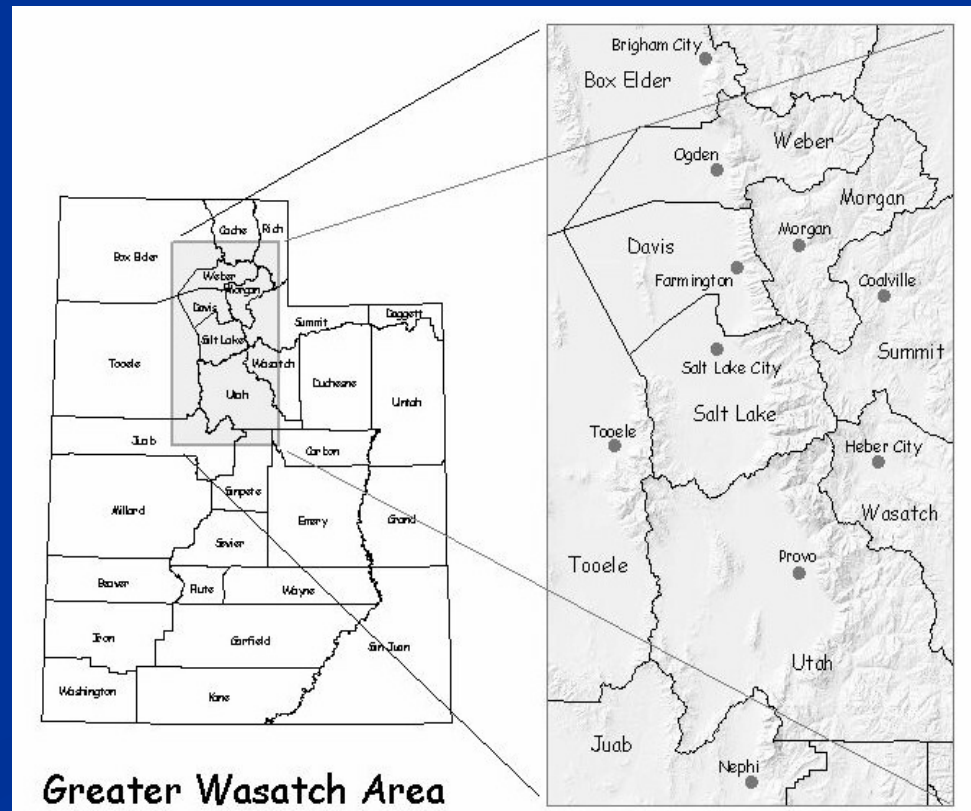 Cache
Rich
Box Elder
Weber
Morgan
Davis
Summit
Daggett
Salt Lake
Tooele
Wasatch
Duchesne
Utah
Untah
Juab
Carbon
Sanpete
Millard
Emery
Grand
Sevier
Beaver
Piute
Wayne
Iron
Garfield
San Juan
Washington
Kane
Greater Wasatch Area
Brigham City
Box Elder
Weber
Ogden
Morgan
Morgan
Davis
Farmington
Coalville
Summit
Salt Lake City
Salt Lake
Tooele
Heber City
Wasatch
Provo
Tooele
Utah
Juab
Nephi